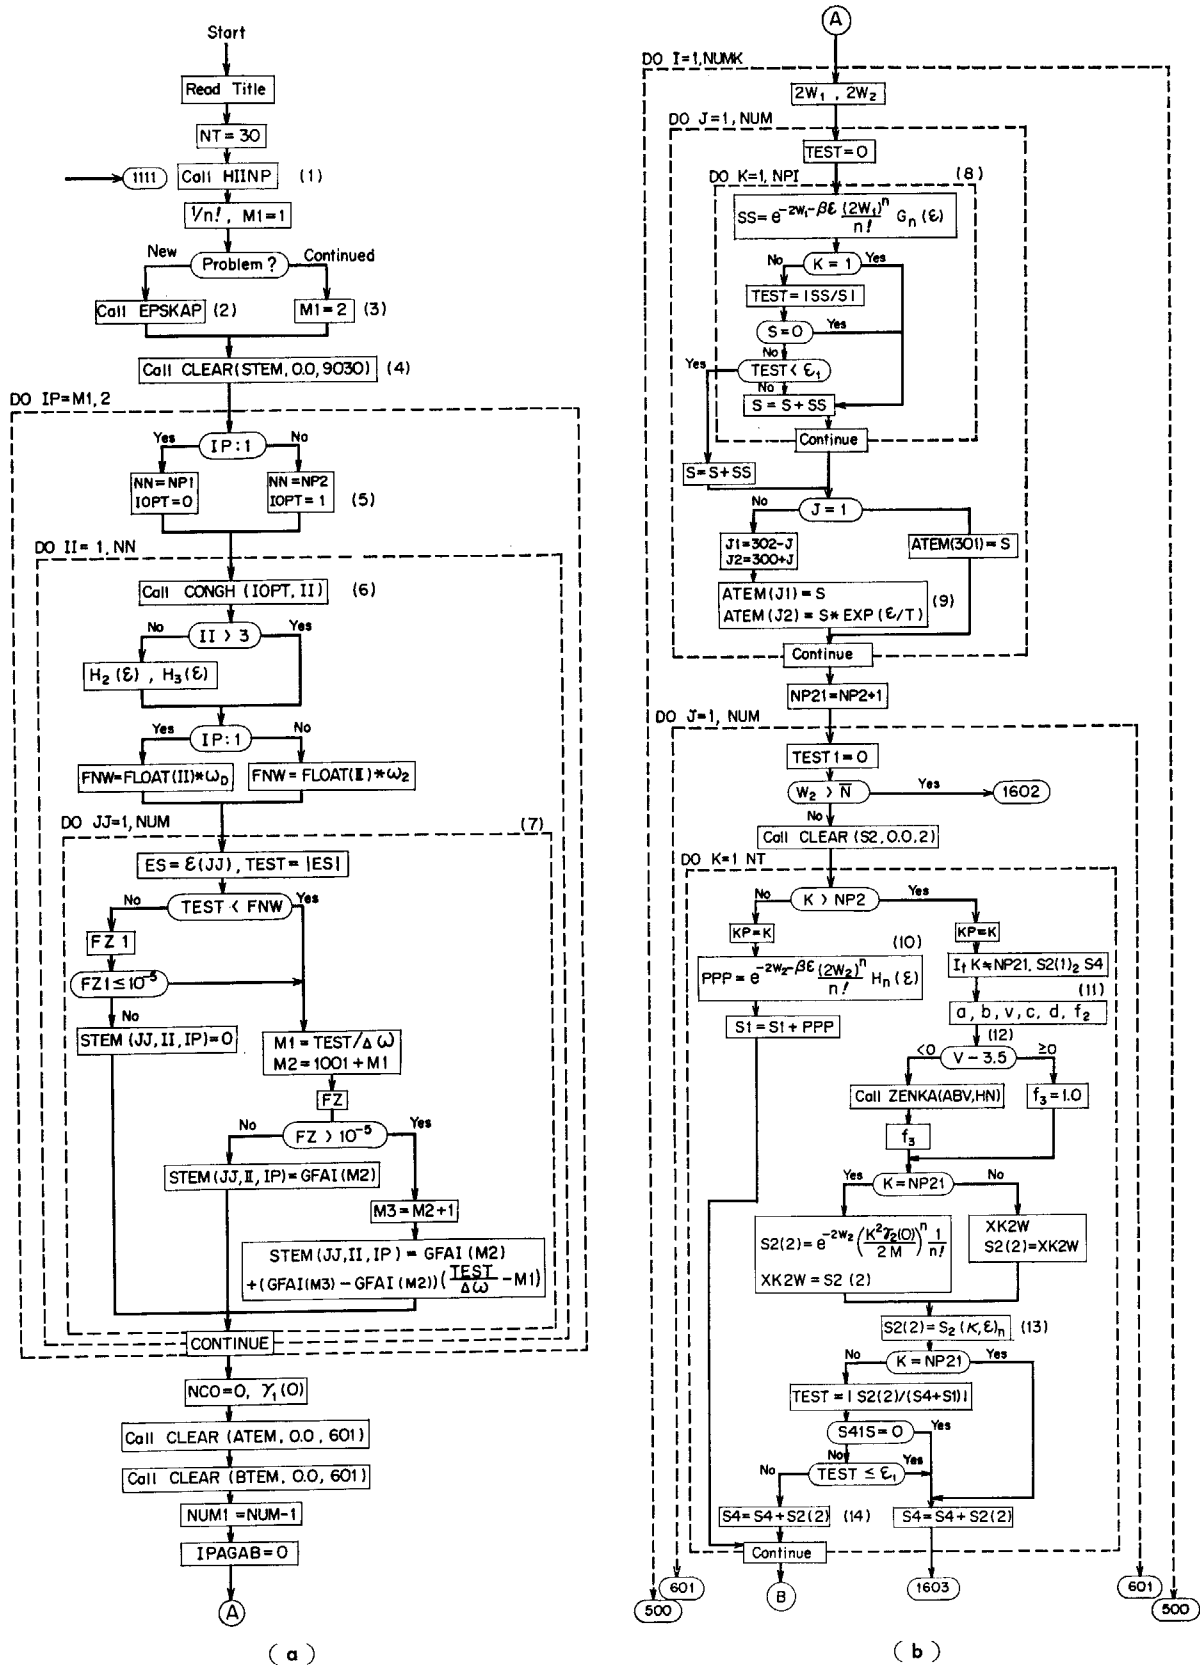 Start
Read Title
NT = 30
1111
Call HIINP (1)
1/n! , M1=1
New
Problem ?
Continued
Call EPSKAP (2)
M1=2 (3)
Call CLEAR(STEM, 0.0, 9030) (4)
DO IP=M1, 2
Yes
IP : 1
No
NN=NP1
IOPT=0
NN=NP2
IOPT=1 (5)
DO II= 1, NN
Call CONGH (IOPT, II) (6)
No
II > 3
Yes
H2(ε) , H3(ε)
Yes
IP : 1
No
FNW=FLOAT(II)*ωD
FNW=FLOAT(II)*ω2
DO JJ=1, NUM
(7)
ES = ε(JJ), TEST = |ES|
No
TEST < FNW
Yes
FZ 1
FZ1 ≤ 10^-5
No
STEM (JJ, II, IP)=0
M1 = TEST/Δω
M2 = 1001 + M1
FZ
No
FZ > 10^-5
Yes
STEM (JJ, II, IP)= GFAI(M2)
M3 = M2+1
STEM (JJ, II, IP) = GFAI (M2)
+(GFAI(M3) - GFAI (M2))(TEST/Δω - M1)
CONTINUE
NCO=0, γ1(0)
Call CLEAR (ATEM, 0.0, 601)
Call CLEAR (BTEM, 0.0, 601)
NUM1 = NUM-1
IPAGAB=0
A
( a )
A
DO I=1, NUMK
2W1 , 2W2
DO J=1, NUM
TEST=0
DO K=1, NPI
(8)
SS= e^-2W1-βε (2W1)^n/n! Gn(ε)
No
K = 1
Yes
TEST= |SS/S|
S=0
Yes
No
Yes
TEST < ε1
No
S = S + SS
Continue
S=S+SS
No
J = 1
J1=302-J
J2=300+J
ATEM(301)= S
ATEM(J1) = S
ATEM(J2) = S* EXP(ε/T)
(9)
Continue
NP21=NP2+1
DO J=1, NUM
TEST 1=0
W2 > N̅
Yes
1602
No
Call CLEAR (S2, 0.0, 2)
DO K=1 NT
No
K > NP2
Yes
KP=K
KP=K
(10)
PPP = e^-2W2-βε (2W2)^n/n! Hn(ε)
If K≒NP21, S2(1)2 S4
(11)
S1 = S1 + PPP
a, b, v, c, d, f2
(12)
<0
V - 3.5
≥0
Call ZENKA(ABV,HN)
f3=1.0
f3
Yes
K = NP21
No
S2(2)= e^-2W2 (K^2 γ2(0)/2M)^n 1/n!
XK2W = S2 (2)
XK2W
S2(2)=XK2W
S2(2)=S2 (K, ε)n (13)
No
K = NP21
Yes
TEST = | S2(2)/(S4+S1)|
S41S = 0
Yes
No
No
TEST ≤ ε1
Yes
S4=S4+S2(2) (14)
S4=S4+S2(2)
Continue
601
B
1603
601
500
500
( b )